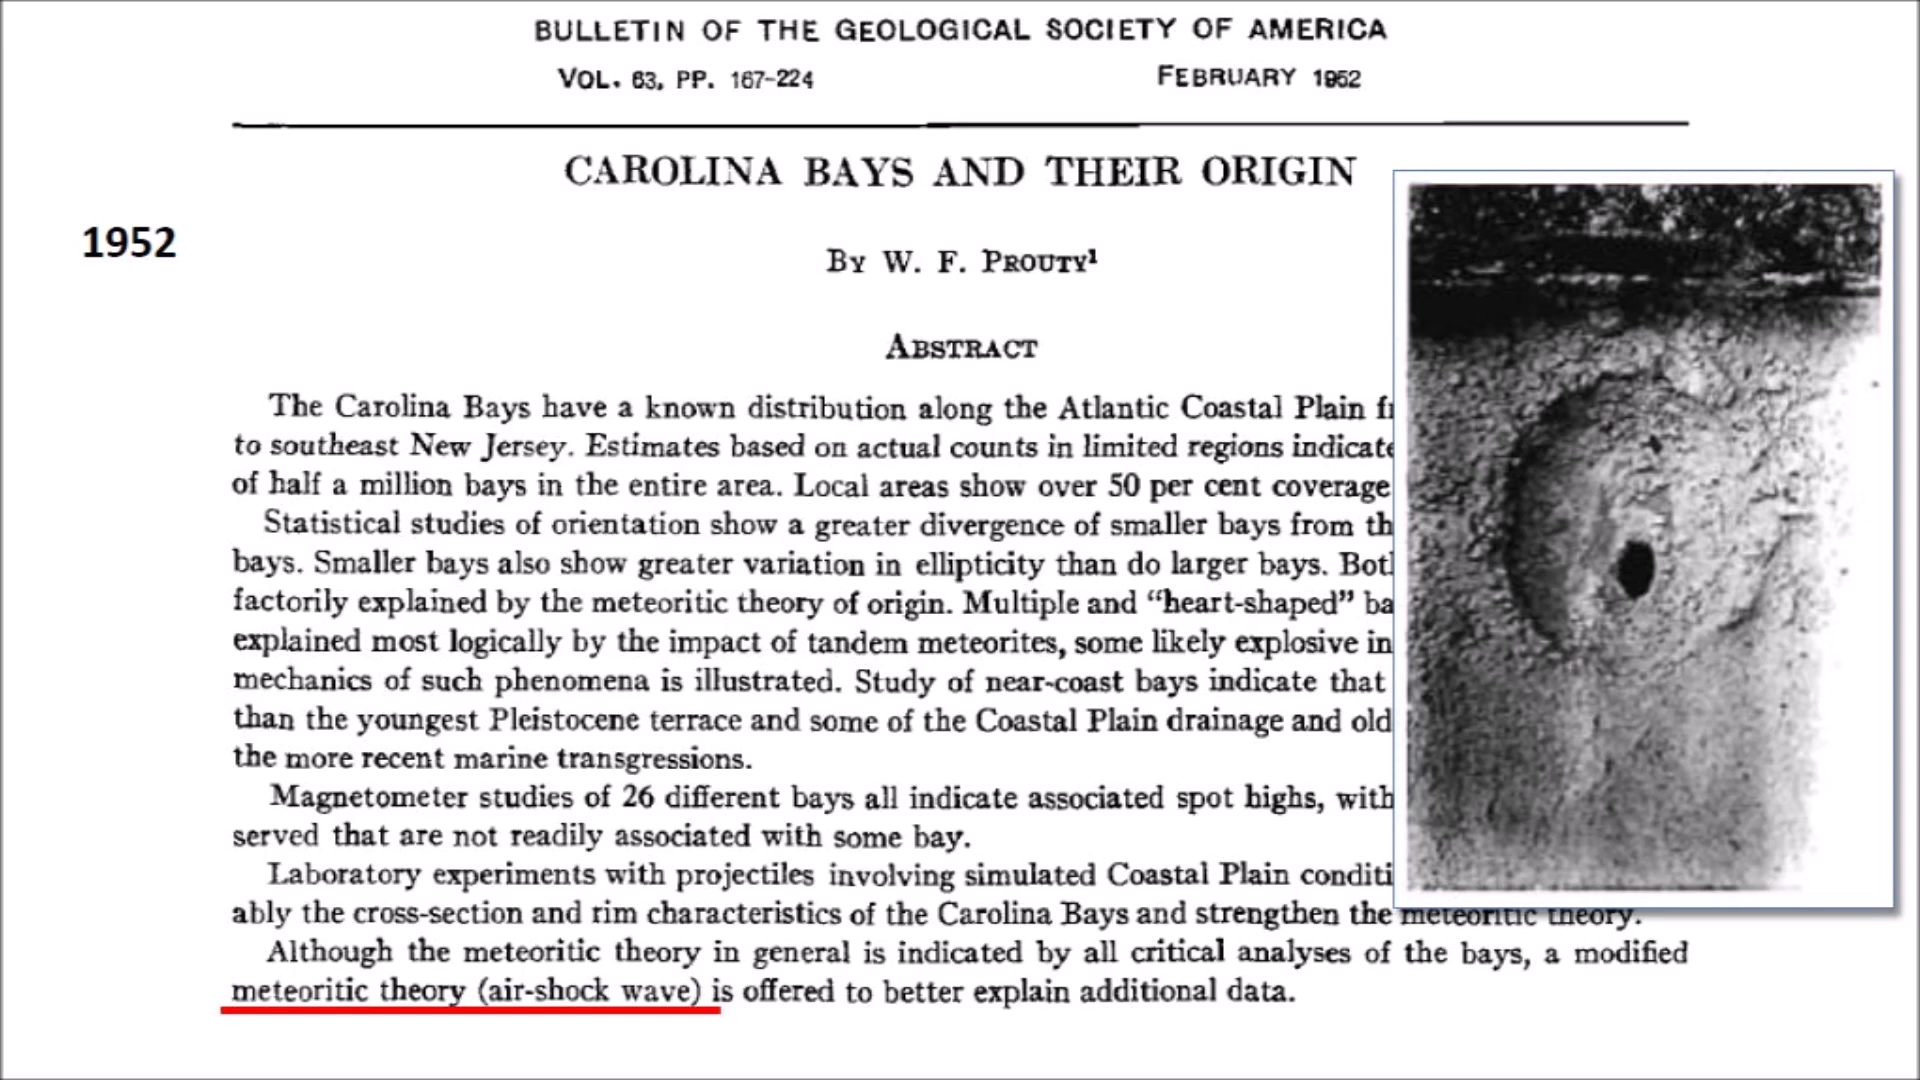 BULLETIN OF THE GEOLOGICAL SOCIETY OF AMERICA
VOL. 63, PP. 167-224 FEBRUARY 1952
CAROLINA BAYS AND THEIR ORIGIN
1952
BY W. F. PROUTY¹
ABSTRACT
The Carolina Bays have a known distribution along the Atlantic Coastal Plain
to southeast New Jersey. Estimates based on actual counts in limited regions
of half a million bays in the entire area. Local areas show over 50 per cent coverage
Statistical studies of orientation show a greater divergence of smaller bays from
bays. Smaller bays also show greater variation in ellipticity than do larger bays.
factorily explained by the meteoritic theory of origin. Multiple and “heart-shaped”
explained most logically by the impact of tandem meteorites, some likely explosive in
mechanics of such phenomena is illustrated. Study of near-coast bays indicate that
than the youngest Pleistocene terrace and some of the Coastal Plain drainage and old
the more recent marine transgressions.
Magnetometer studies of 26 different bays all indicate associated spot highs, with
served that are not readily associated with some bay.
Laboratory experiments with projectiles involving simulated Coastal Plain
ably the cross-section and rim characteristics of the Carolina Bays and strengthen the meteoritic theory.
Although the meteoritic theory in general is indicated by all critical analyses of the bays, a modified
meteoritic theory (air-shock wave) is offered to better explain additional data.